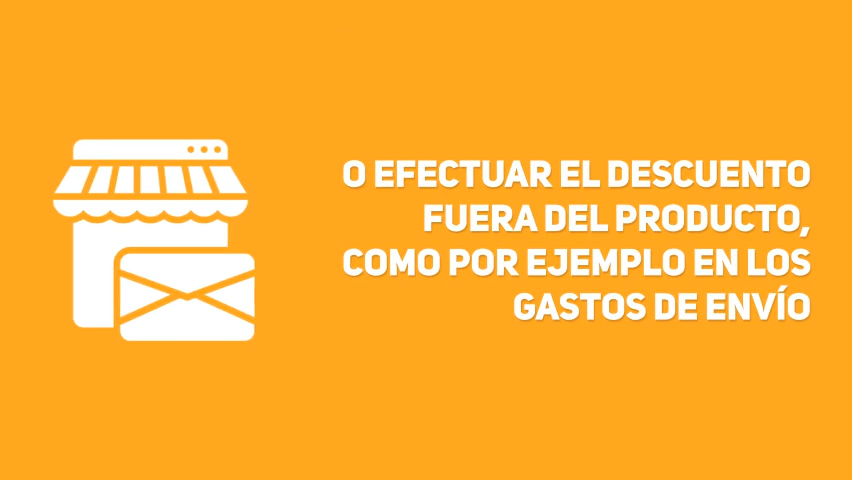 O EFECTUAR EL DESCUENTO
FUERA DEL PRODUCTO,
COMO POR EJEMPLO EN LOS
GASTOS DE ENVÍO